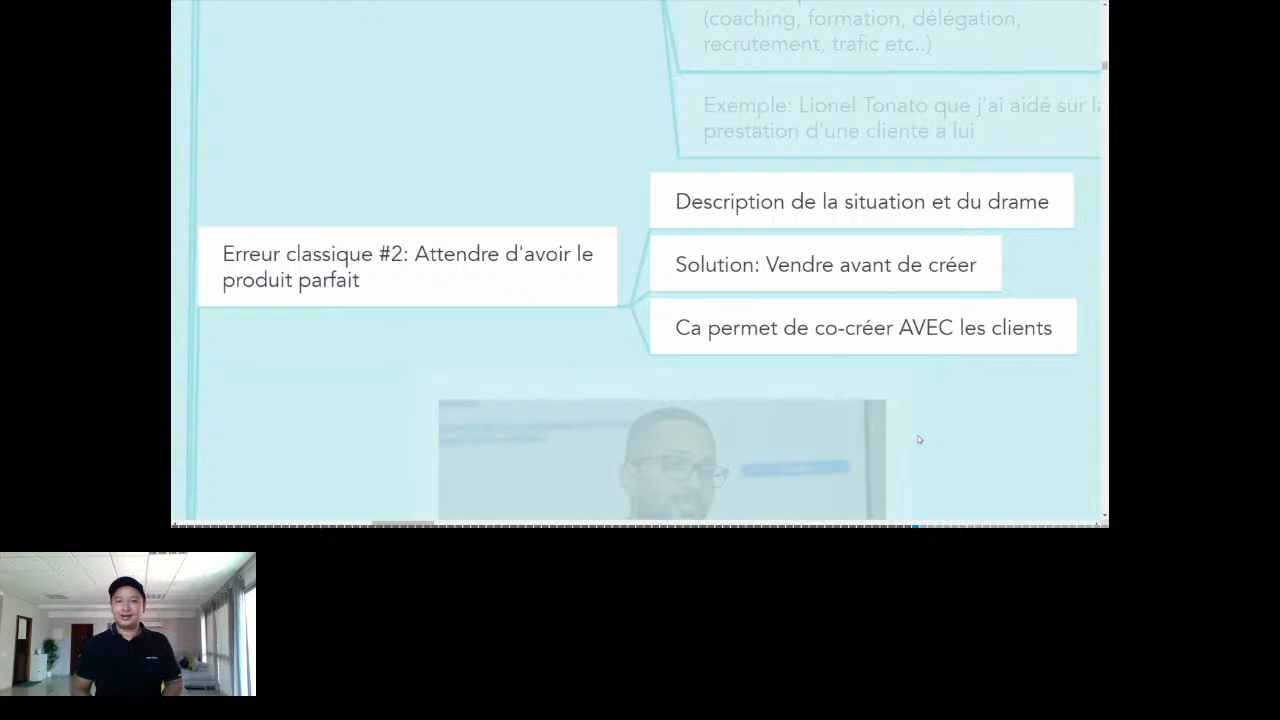 (coaching, formation, délégation,
recrutement, trafic etc..)
Exemple: Lionel Tonato que j'ai aidé sur la
prestation d'une cliente à lui
Description de la situation et du drame
Erreur classique #2: Attendre d'avoir le
produit parfait
Solution: Vendre avant de créer
Ca permet de co-créer AVEC les clients